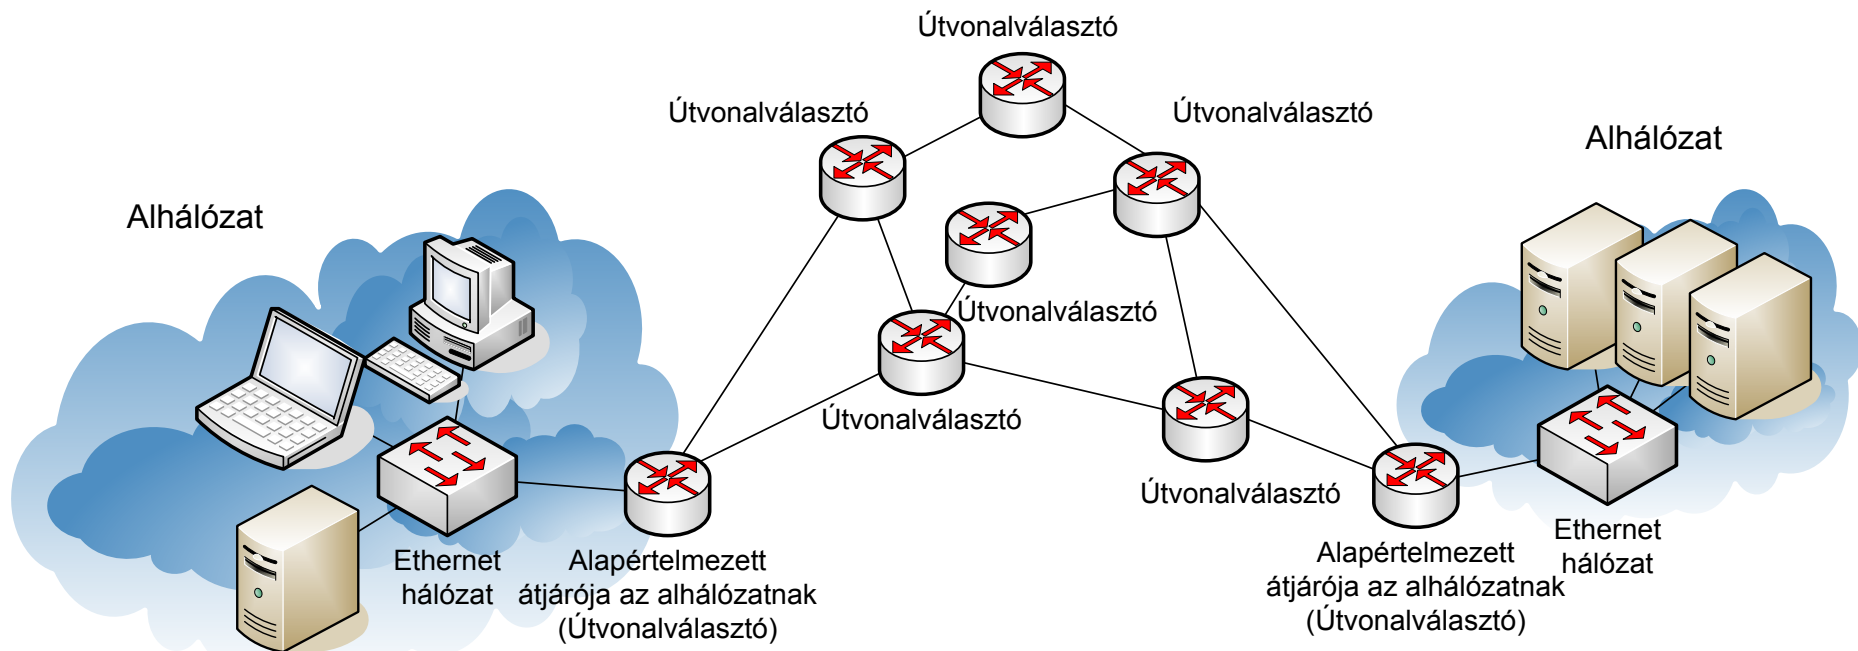 Útvonalválasztó
Útvonalválasztó
Útvonalválasztó
Alhálózat
Alhálózat
Útvonalválasztó
Útvonalválasztó
Útvonalválasztó
Ethernet
hálózat
Alapértelmezett
átjárója az alhálózatnak
(Útvonalválasztó)
Alapértelmezett
átjárója az alhálózatnak
(Útvonalválasztó)
Ethernet
hálózat